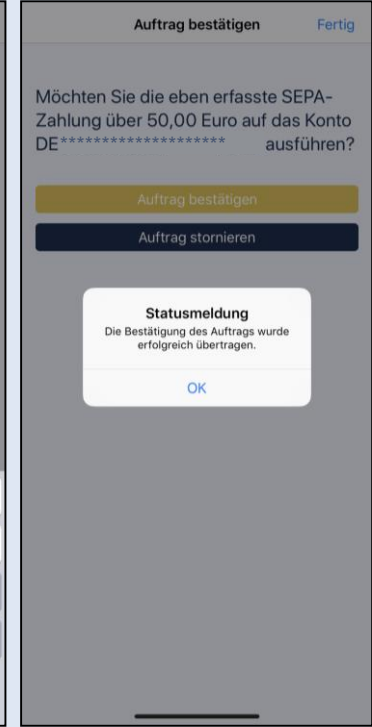 Auftrag bestätigen Fertig
Möchten Sie die eben erfasste SEPA-
Zahlung über 50,00 Euro auf das Konto
DE******************** ausführen?
Auftrag bestätigen
Auftrag stornieren
Statusmeldung
Die Bestätigung des Auftrags wurde
erfolgreich übertragen.
OK